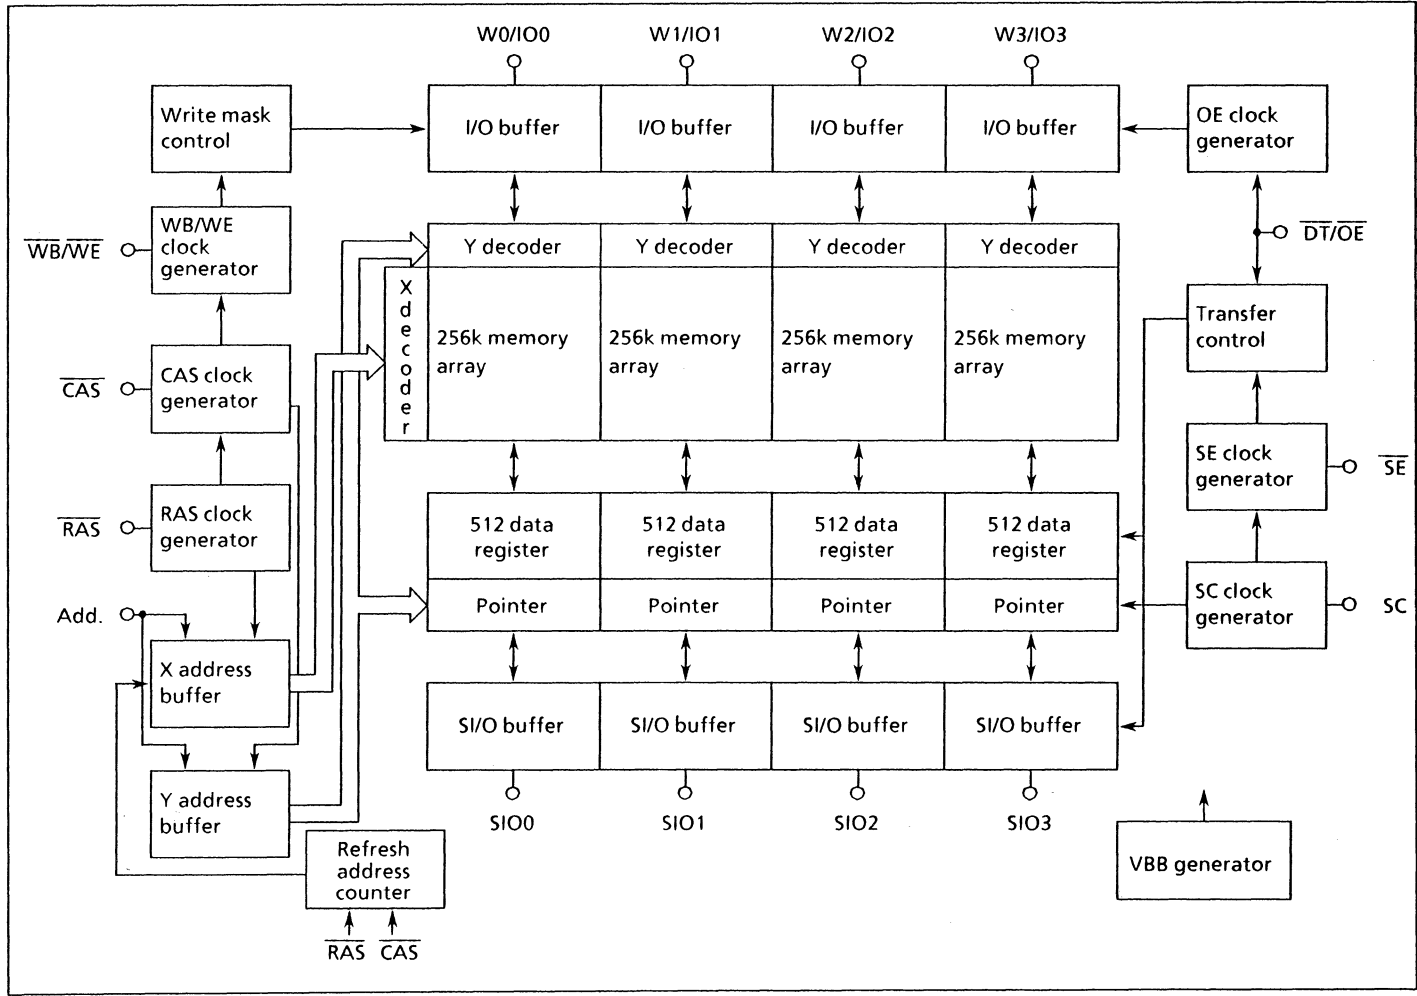 W0/IO0 W1/IO1 W2/IO2 W3/IO3
Write mask
control
I/O buffer I/O buffer I/O buffer I/O buffer
OE clock
generator
WB/WE
WB/WE
clock
generator
Y decoder Y decoder Y decoder Y decoder
DT/OE
X
d
e
c
o
d
e
r
256k memory
array
256k memory
array
256k memory
array
256k memory
array
Transfer
control
CAS
CAS clock
generator
SE clock
generator
SE
RAS
RAS clock
generator
512 data
register
512 data
register
512 data
register
512 data
register
Pointer Pointer Pointer Pointer
SC clock
generator
SC
Add.
X address
buffer
SI/O buffer SI/O buffer SI/O buffer SI/O buffer
Y address
buffer
SIO0 SIO1 SIO2 SIO3
Refresh
address
counter
VBB generator
RAS CAS